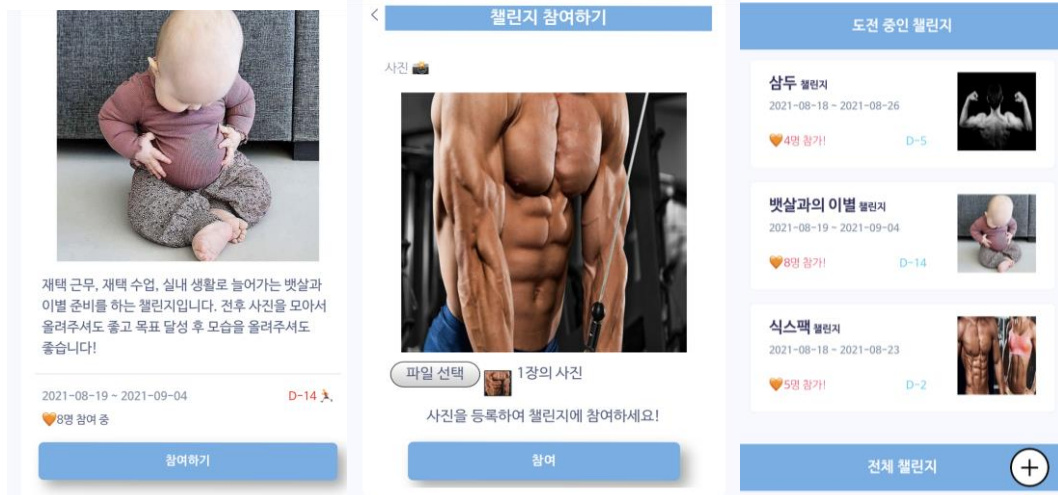 재택 근무, 재택 수업, 실내 생활로 늘어가는 뱃살과
이별 준비를 하는 챌린지입니다. 전후 사진을 모아서
올려주셔도 좋고 목표 달성 후 모습을 올려주셔도
좋습니다!
2021-08-19 ~ 2021-09-04
D-14
8명 참여 중
참여하기
챌린지 참여하기
사진
파일 선택
1장의 사진
사진을 등록하여 챌린지에 참여하세요!
참여
도전 중인 챌린지
삼두 챌린지
2021-08-18 ~ 2021-08-26
4명 참가!
D-5
뱃살과의 이별 챌린지
2021-08-19 ~ 2021-09-04
8명 참가!
D-14
식스팩 챌린지
2021-08-18 ~ 2021-08-23
5명 참가!
D-2
전체 챌린지